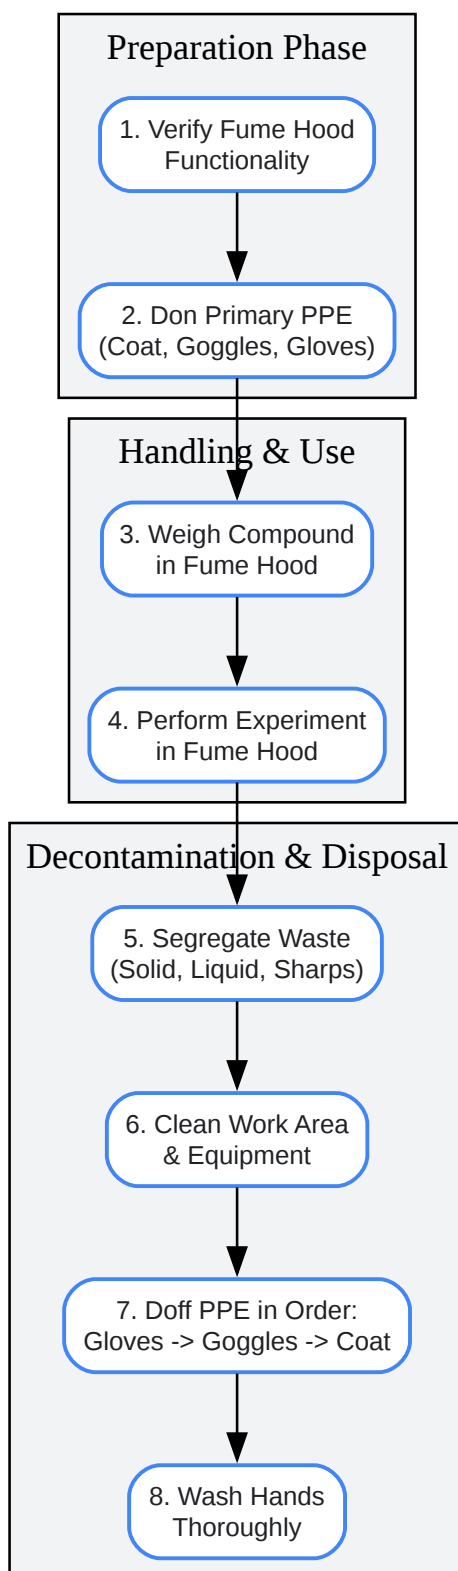 Preparation Phase
1. Verify Fume Hood
Functionality
2. Don Primary PPE
(Coat, Goggles, Gloves)
Handling & Use
3. Weigh Compound
in Fume Hood
4. Perform Experiment
in Fume Hood
Decontamination & Disposal
5. Segregate Waste
(Solid, Liquid, Sharps)
6. Clean Work Area
& Equipment
7. Doff PPE in Order:
Gloves -> Goggles -> Coat
8. Wash Hands
Thoroughly